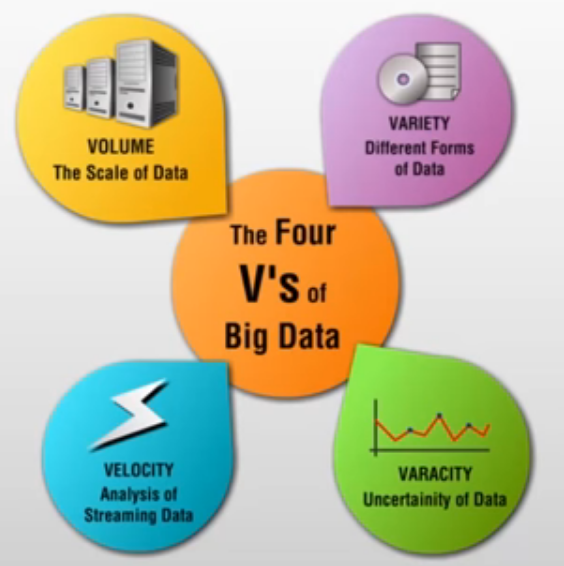 VOLUME
The Scale of Data
VARIETY
Different Forms
of Data
The Four
V's of
Big Data
VELOCITY
Analysis of
Streaming Data
VARACITY
Uncertainity of Data